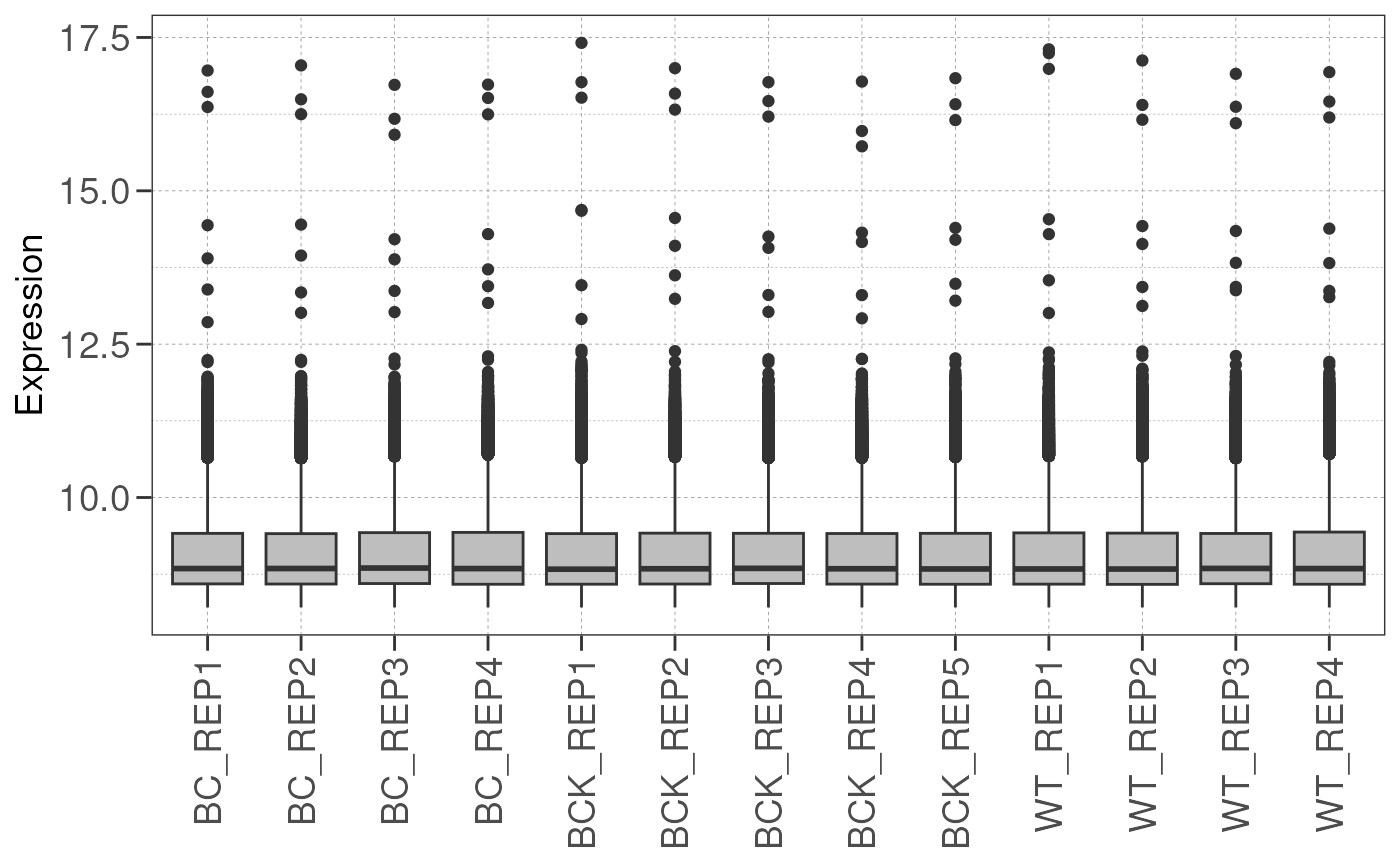 Expression
17.5
15.0
12.5
10.0
BC_REP1
BC_REP2
BC_REP3
BC_REP4
BCK_REP1
BCK_REP2
BCK_REP3
BCK_REP4
BCK_REP5
WT_REP1
WT_REP2
WT_REP3
WT_REP4